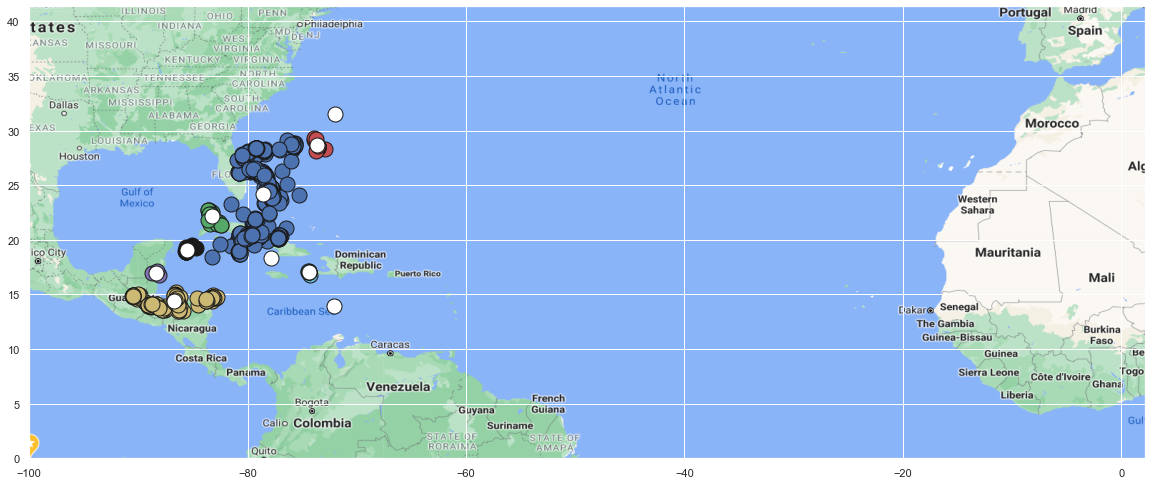 ILLINOIS
OHIO
PENN
Philadelphia
Portugal
Madrid
Spain
tates
INDIANA
MD
DE
NJ
KANSAS
MISSOURI
WEST
VIRGINIA
KENTUCKY
VIRGINIA
OKLAHOMA
TENNESSEE
NORTH
CAROLINA
North
Atlantic
Ocean
ARKANSAS
Dallas
MISSISSIPPI
SOUTH
CAROLINA
ALABAMA
EXAS
GEORGIA
Morocco
LOUISIANA
Houston
Alg
FLO
Gulf of
Mexico
Western
Sahara
ico City
Dominican
Republic
Puerto Rico
Mauritania
Mali
Gua
Caribbean Se
Nicaragua
Dakar
Senegal
The Gambia
Guinea-Bissau
Burkina
Faso
Costa Rica
Caracas
Panama
Guinea
Be
Venezuela
Sierra Leone
Côte d'Ivoire
Togo
Ghana
Liberia
Bogota
Guyana
French
Guiana
Suriname
Cali
Colombia
STATE OF
RORAIMA
STATE OF
AMAPA
Gul
Quito
40
35
30
25
20
15
10
5
0
−100
−80
−60
−40
−20
0